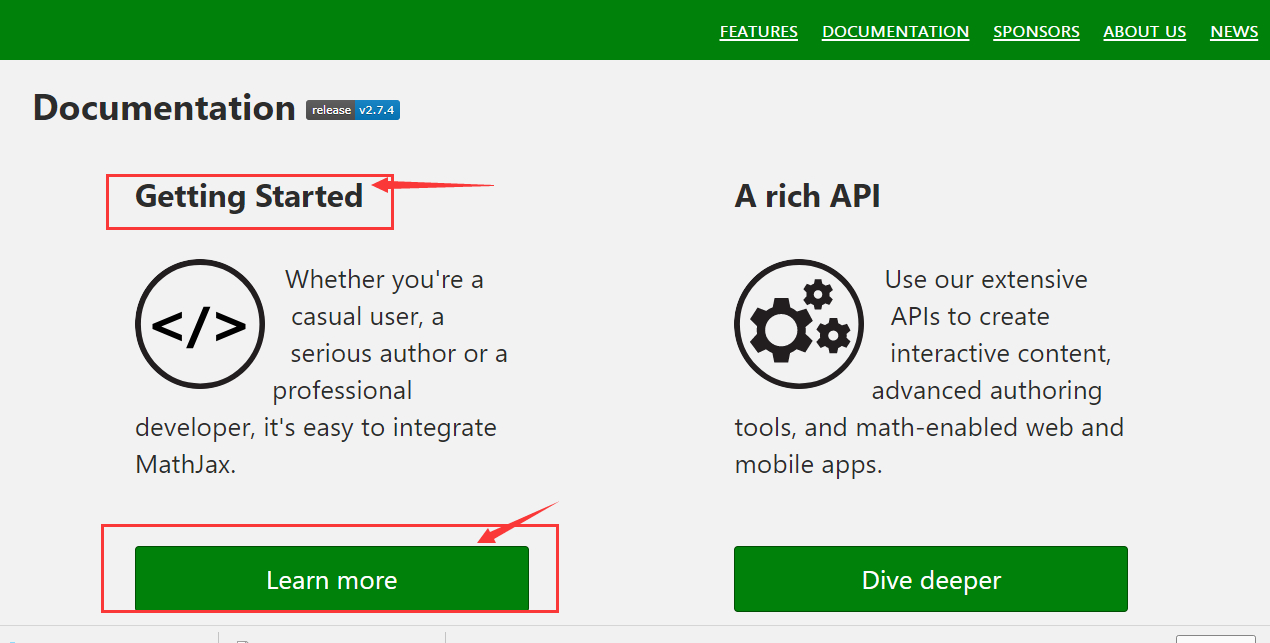 FEATURES DOCUMENTATION SPONSORS ABOUT US NEWS
Documentation release v2.7.4
Getting Started
</>
Whether you're a
casual user, a
serious author or a
professional
developer, it's easy to integrate
MathJax.
Learn more
A rich API
Use our extensive
APIs to create
interactive content,
advanced authoring
tools, and math-enabled web and
mobile apps.
Dive deeper